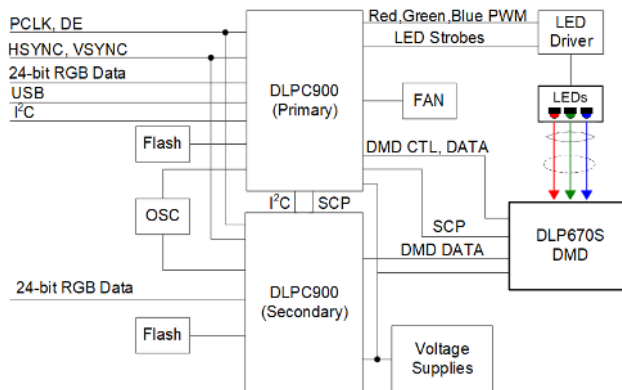 PCLK, DE
HSYNC, VSYNC
24-bit RGB Data
USB
I²C
Flash
OSC
DLPC900
(Primary)
Red,Green,Blue PWM
LED Strobes
LED
Driver
FAN
LEDs
DMD CTL, DATA
I²C
SCP
SCP
DLP670S
DMD
DMD DATA
24-bit RGB Data
DLPC900
(Secondary)
Flash
Voltage
Supplies